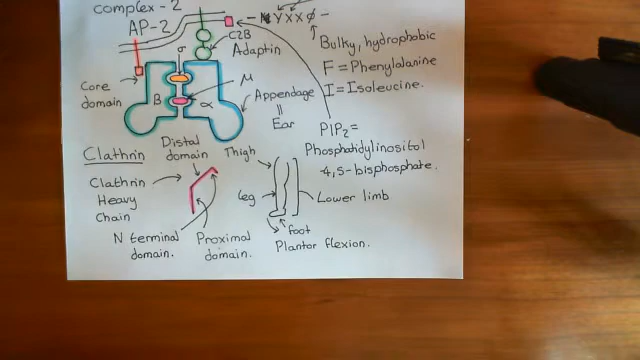 complex-2
AP-2
- YXXØ -
σ
C2B
Adaptin
Bulky, hydrophobic
F = Phenylalanine
I = Isoleucine.
Core
domain
β
μ
α
Appendage
=
Ear
PIP2 =
Phosphatidylinositol
4,5-bisphosphate.
Clathrin
Distal
domain
Thigh
Clathrin
Heavy
Chain
Leg
Lower limb
N terminal
domain.
Proximal
domain.
foot
Plantor flexion.